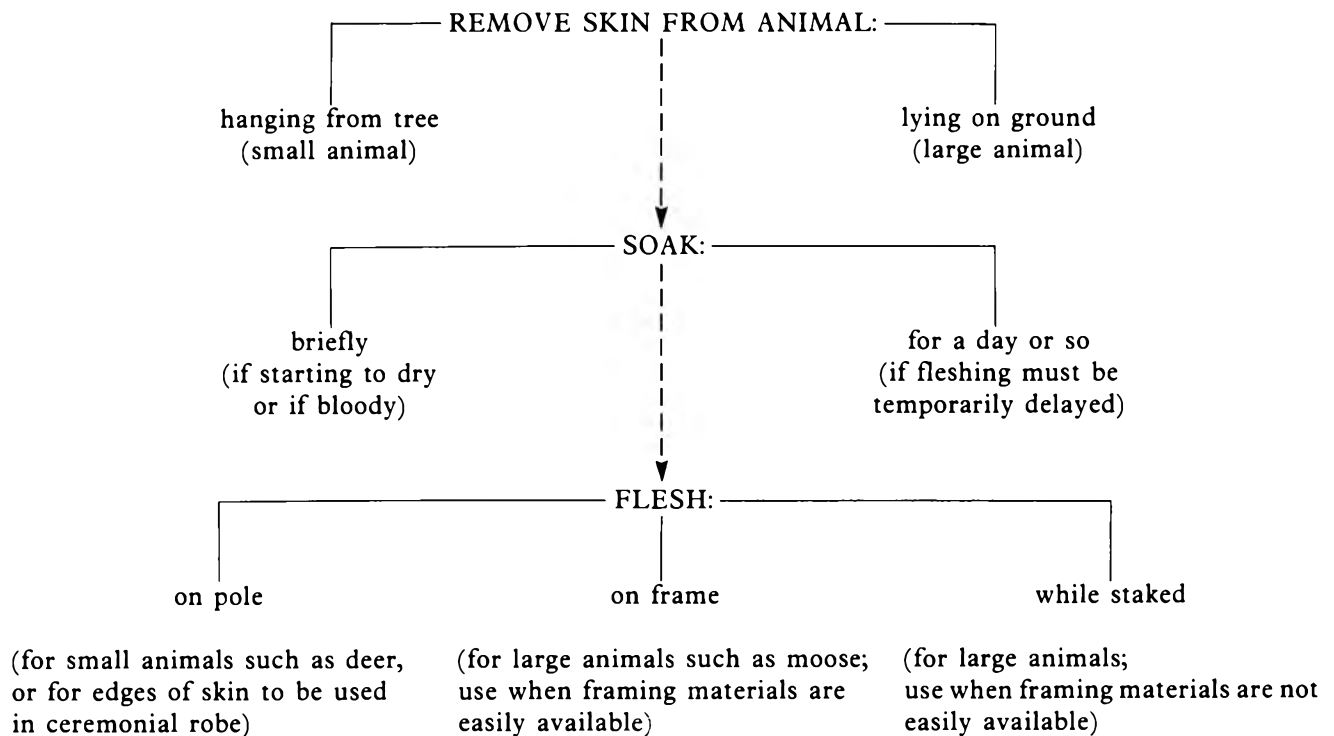 REMOVE SKIN FROM ANIMAL:
hanging from tree
(small animal)
lying on ground
(large animal)
SOAK:
briefly
(if starting to dry
or if bloody)
for a day or so
(if fleshing must be
temporarily delayed)
FLESH:
on pole
(for small animals such as deer,
or for edges of skin to be used
in ceremonial robe)
on frame
(for large animals such as moose;
use when framing materials are
easily available)
while staked
(for large animals;
use when framing materials are not
easily available)